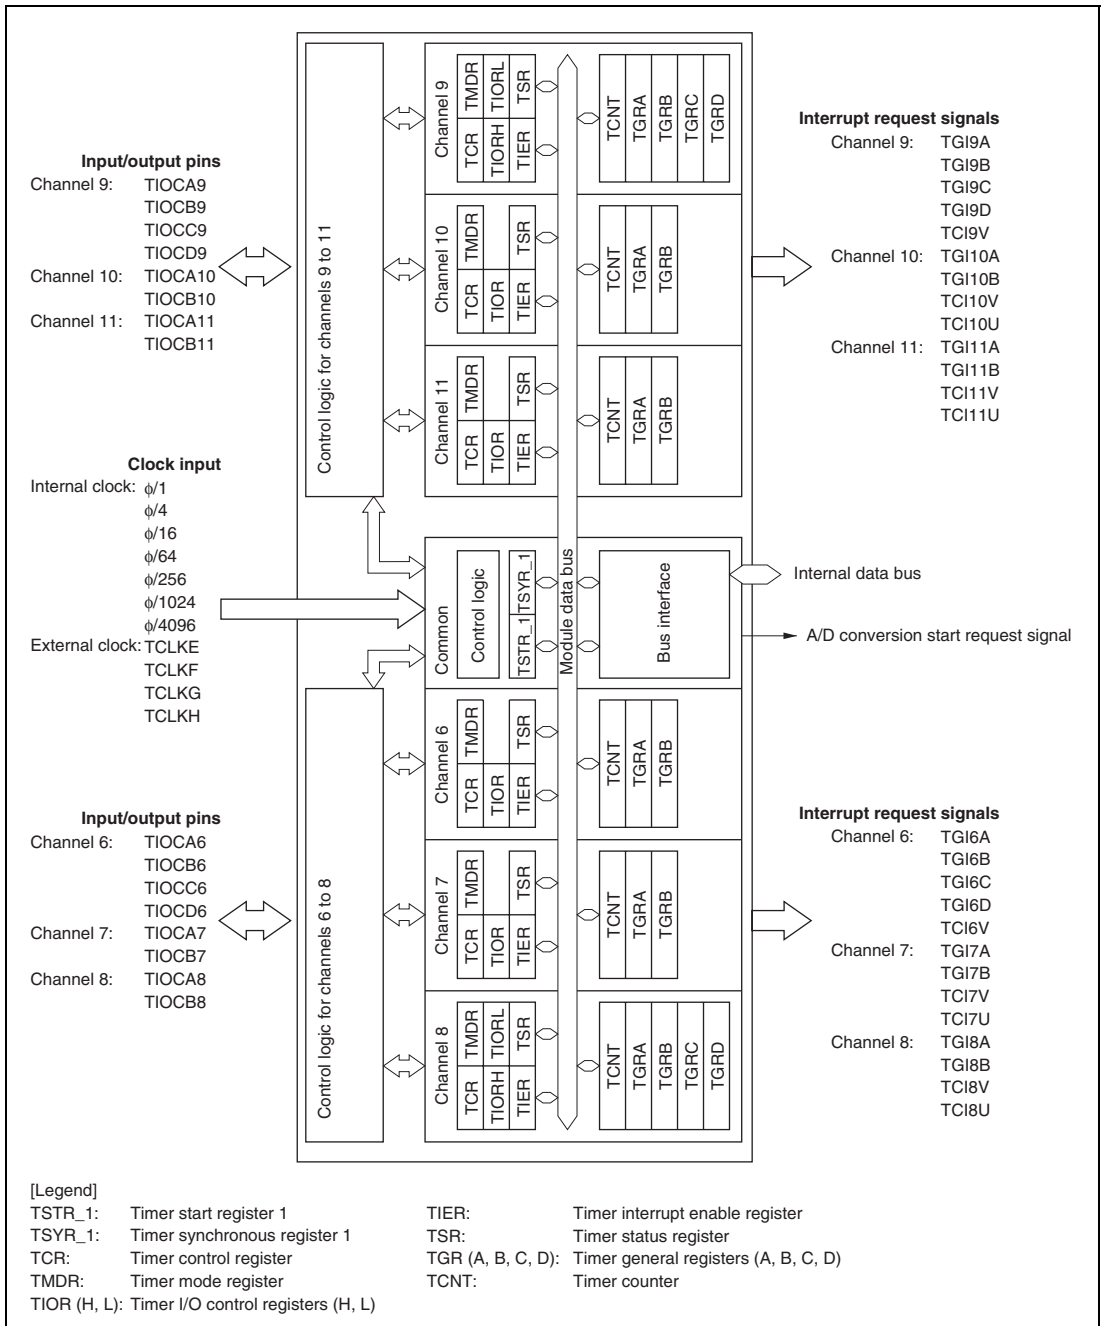 Input/output pins
Channel 9: TIOCA9
TIOCB9
TIOCC9
TIOCD9
Channel 10: TIOCA10
TIOCB10
Channel 11: TIOCA11
TIOCB11
Clock input
Internal clock: ϕ/1
ϕ/4
ϕ/16
ϕ/64
ϕ/256
ϕ/1024
ϕ/4096
External clock: TCLKE
TCLKF
TCLKG
TCLKH
Input/output pins
Channel 6: TIOCA6
TIOCB6
TIOCC6
TIOCD6
Channel 7: TIOCA7
TIOCB7
Channel 8: TIOCA8
TIOCB8
Control logic for channels 9 to 11
Control logic for channels 6 to 8
Channel 9
TCR TMDR
TIORH TIORL
TIER TSR
TCNT
TGRA
TGRB
TGRC
TGRD
Channel 10
TCR TMDR
TIOR
TIER TSR
TCNT
TGRA
TGRB
Channel 11
TCR TMDR
TIOR
TIER TSR
TCNT
TGRA
TGRB
Common
Control logic
TSTR_1 TSYR_1
Module data bus
Bus interface
Channel 6
TCR TMDR
TIOR
TIER TSR
TCNT
TGRA
TGRB
Channel 7
TCR TMDR
TIOR
TIER TSR
TCNT
TGRA
TGRB
Channel 8
TCR TMDR
TIORH TIORL
TIER TSR
TCNT
TGRA
TGRB
TGRC
TGRD
Interrupt request signals
Channel 9: TGI9A
TGI9B
TGI9C
TGI9D
TCI9V
Channel 10: TGI10A
TGI10B
TCI10V
TCI10U
Channel 11: TGI11A
TGI11B
TCI11V
TCI11U
Internal data bus
A/D conversion start request signal
Interrupt request signals
Channel 6: TGI6A
TGI6B
TGI6C
TGI6D
TCI6V
Channel 7: TGI7A
TGI7B
TCI7V
TCI7U
Channel 8: TGI8A
TGI8B
TCI8V
TCI8U
[Legend]
TSTR_1: Timer start register 1
TSYR_1: Timer synchronous register 1
TCR: Timer control register
TMDR: Timer mode register
TIOR (H, L): Timer I/O control registers (H, L)
TIER: Timer interrupt enable register
TSR: Timer status register
TGR (A, B, C, D): Timer general registers (A, B, C, D)
TCNT: Timer counter